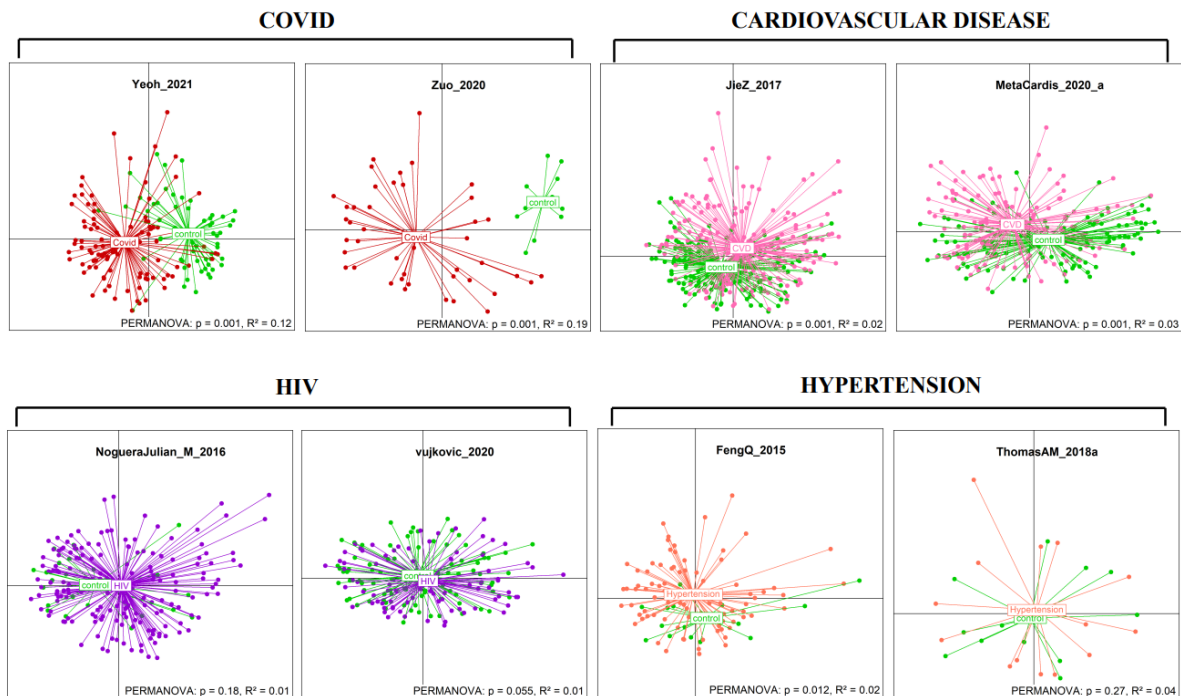 COVID
CARDIOVASCULAR DISEASE
Yeoh_2021
Zuo_2020
JieZ_2017
MetaCardis_2020_a
Covid
control
Covid
control
CVD
control
CVD
control
PERMANOVA: p = 0.001, R² = 0.12
PERMANOVA: p = 0.001, R² = 0.19
PERMANOVA: p = 0.001, R² = 0.02
PERMANOVA: p = 0.001, R² = 0.03
HIV
HYPERTENSION
NogueraJulian_M_2016
vujkovic_2020
FengQ_2015
ThomasAM_2018a
control
HIV
control
HIV
Hypertension
control
Hypertension
control
PERMANOVA: p = 0.18, R² = 0.01
PERMANOVA: p = 0.055, R² = 0.01
PERMANOVA: p = 0.012, R² = 0.02
PERMANOVA: p = 0.27, R² = 0.04